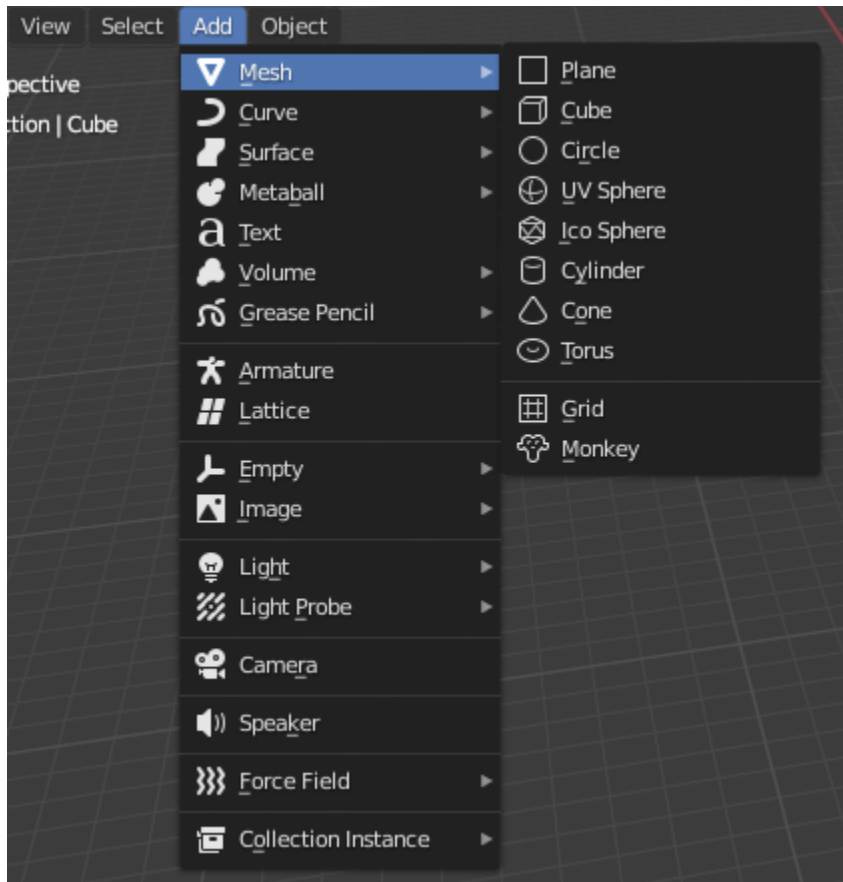 View Select Add Object
pective
ction | Cube
Mesh
Curve
Surface
Metaball
Text
Volume
Grease Pencil
Armature
Lattice
Empty
Image
Light
Light Probe
Camera
Speaker
Force Field
Collection Instance
Plane
Cube
Circle
UV Sphere
Ico Sphere
Cylinder
Cone
Torus
Grid
Monkey